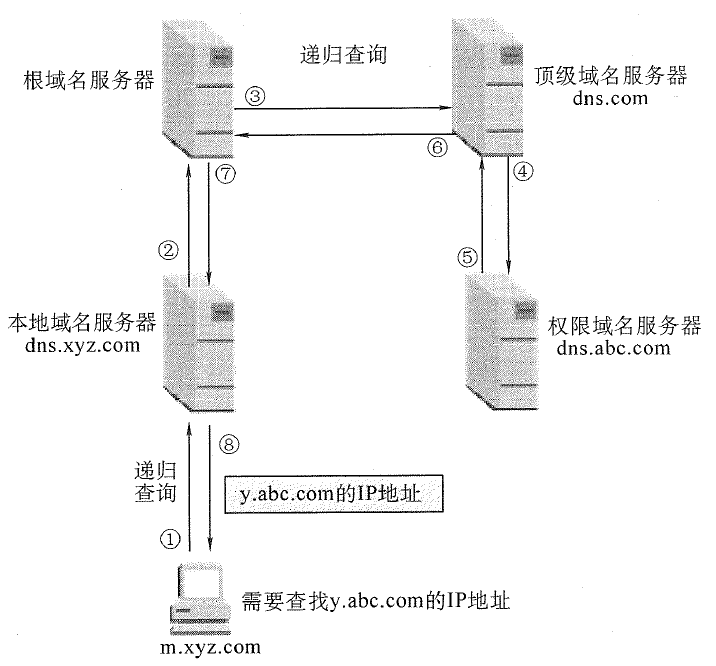 递归查询
根域名服务器
顶级域名服务器
dns.com
③
⑥
⑦
④
②
⑤
本地域名服务器
dns.xyz.com
权限域名服务器
dns.abc.com
⑧
递归
查询
y.abc.com的IP地址
①
需要查找y.abc.com的IP地址
m.xyz.com